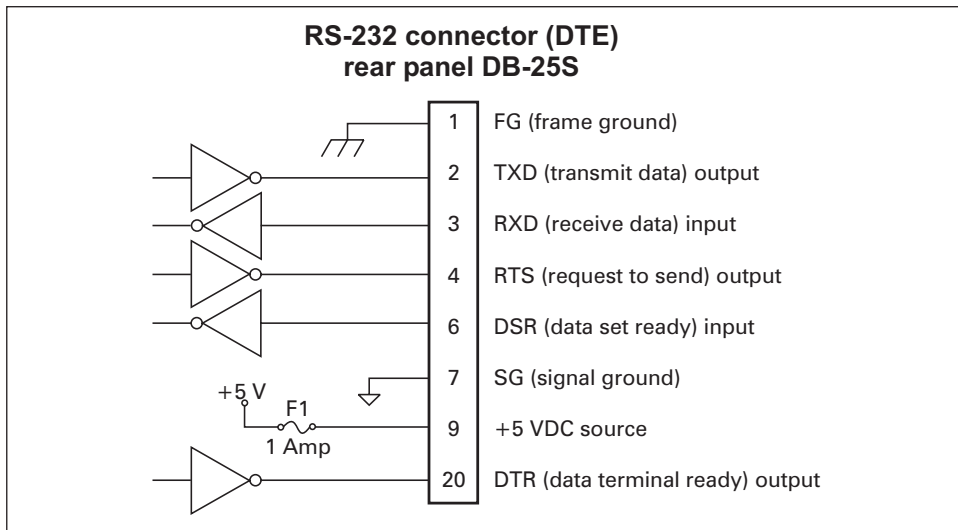 RS-232 connector (DTE)
rear panel DB-25S
1 FG (frame ground)
2 TXD (transmit data) output
3 RXD (receive data) input
4 RTS (request to send) output
6 DSR (data set ready) input
7 SG (signal ground)
+5 V
F1
1 Amp
9 +5 VDC source
20 DTR (data terminal ready) output